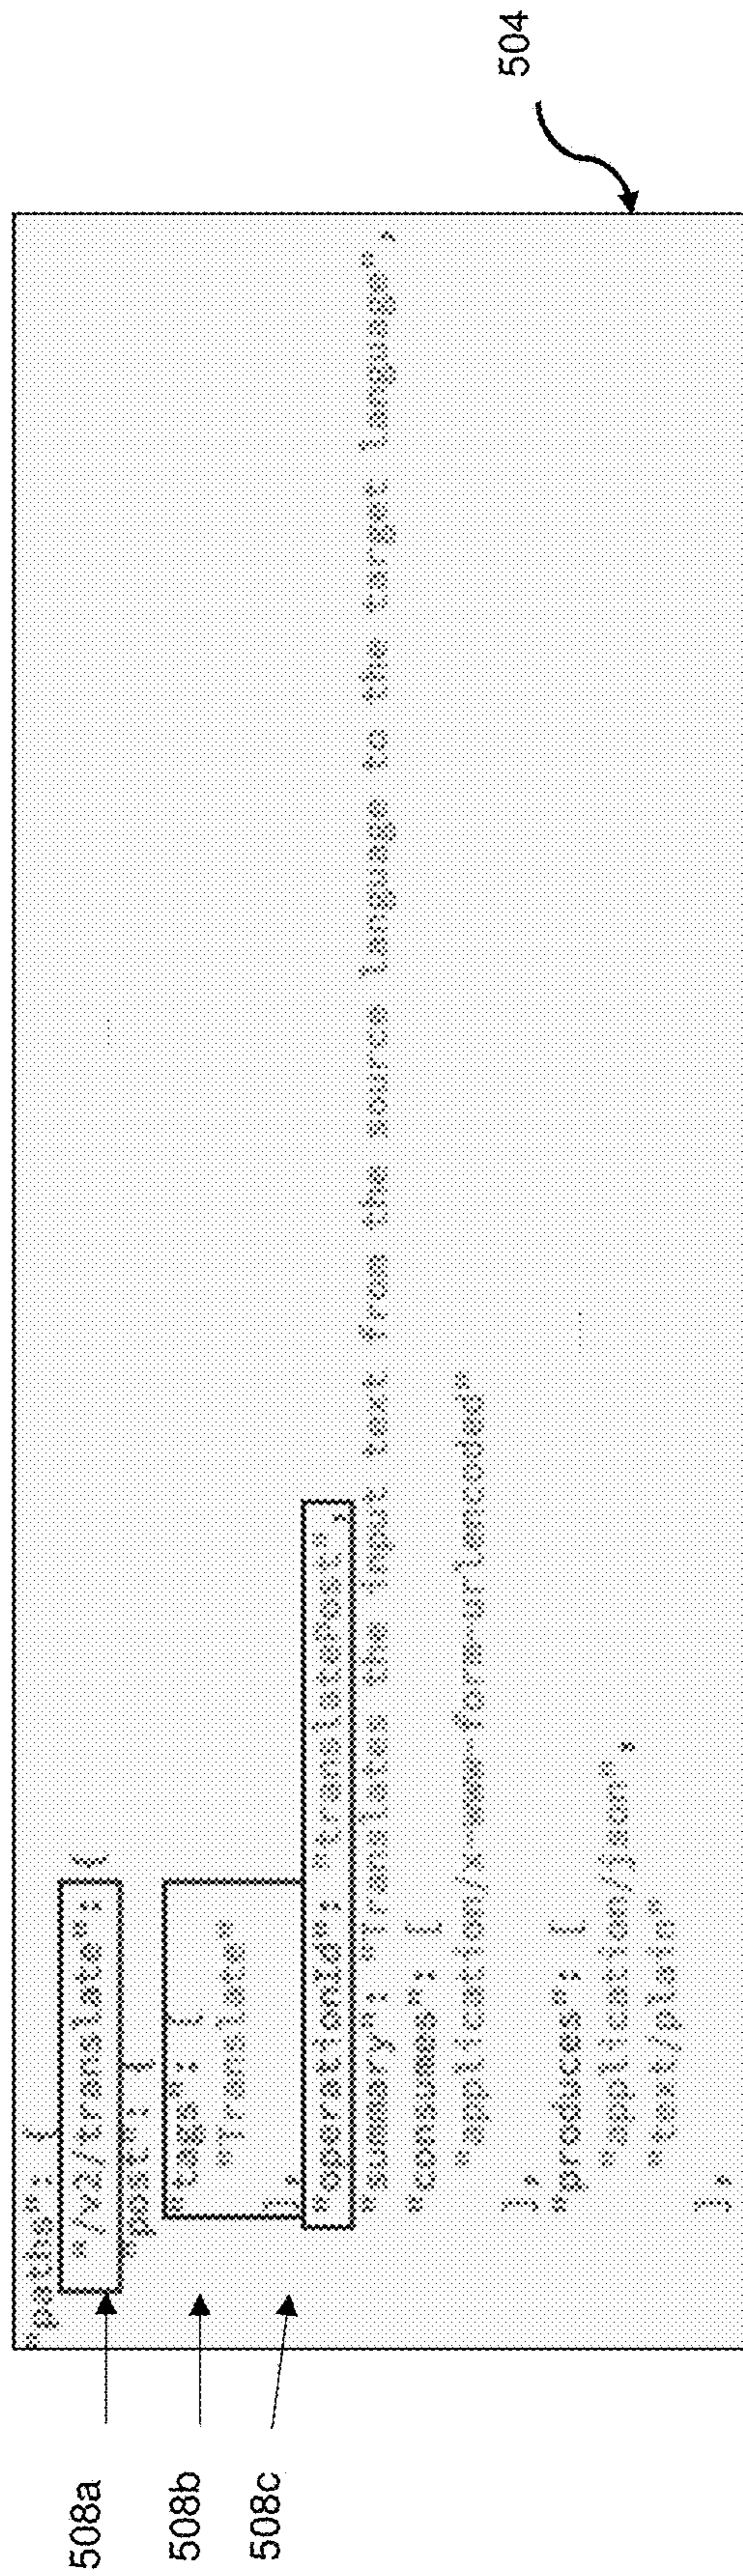 504
"paths": {
"/v2/translate": {
"post": {
"tags": [
"Translate"
],
"operationId": "translatePost",
"summary": "Translates the input text from the source language to the target language",
"consumes": [
"application/x-www-form-urlencoded"
],
"produces": [
"application/json",
"text/plain"
],
508a
508b
508c